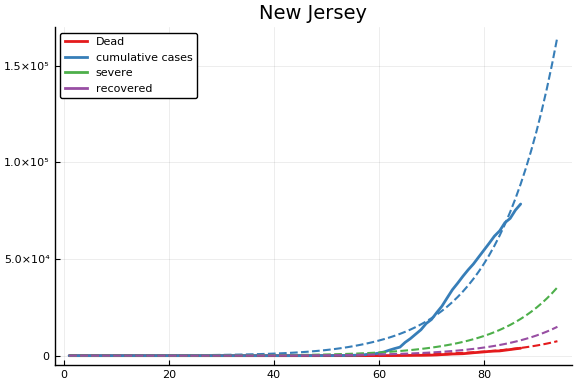 New Jersey
Dead
cumulative cases
severe
recovered
1.5×10⁵
1.0×10⁵
5.0×10⁴
0
0 20 40 60 80